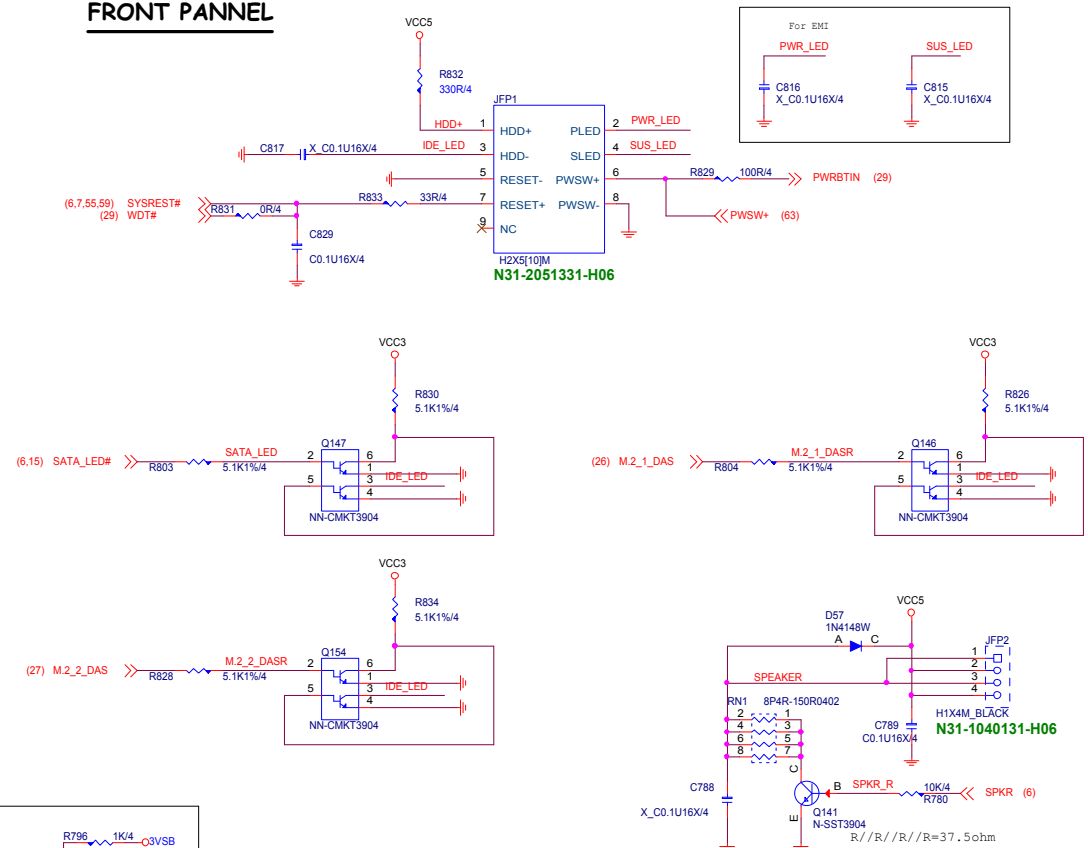 FRONT PANNEL
VCC5
R832
330R/4
JFP1
HDD+ 1 HDD+ PLED 2 PWR_LED
C817 X_C0.1U16X/4 IDE_LED 3 HDD- SLED 4 SUS_LED
5 RESET- PWSW+ 6 R829 100R/4 PWRBTIN (29)
(6,7,55,59) SYSREST# R833 33R/4 7 RESET+ PWSW- 8
(29) WDT# R831 0R/4 PWSW+ (63)
9 NC
C829
C0.1U16X/4
H2X5[10]M
N31-2051331-H06
For EMI
PWR_LED SUS_LED
C816 C815
X_C0.1U16X/4 X_C0.1U16X/4
VCC3
R830
5.1K1%/4
Q147
(6,15) SATA_LED# R803 5.1K1%/4 SATA_LED 2 6
1
5 3 IDE_LED
4
NN-CMKT3904
VCC3
R826
5.1K1%/4
Q146
(26) M.2_1_DAS R804 5.1K1%/4 M.2_1_DASR 2 6
1
5 3 IDE_LED
4
NN-CMKT3904
VCC3
R834
5.1K1%/4
Q154
(27) M.2_2_DAS R828 5.1K1%/4 M.2_2_DASR 2 6
1
5 3 IDE_LED
4
NN-CMKT3904
VCC5
D57
1N4148W
A C
JFP2
1
2
SPEAKER 3
4
H1X4M_BLACK
N31-1040131-H06
RN1 8P4R-150R0402
2 1
4 3
6 5
8 7
C789
C0.1U16X/4
C788
X_C0.1U16X/4
C
B SPKR_R 10K/4 SPKR (6)
R780
E
Q141
N-SST3904
R//R//R//R=37.5ohm
R796 1K/4 3VSB